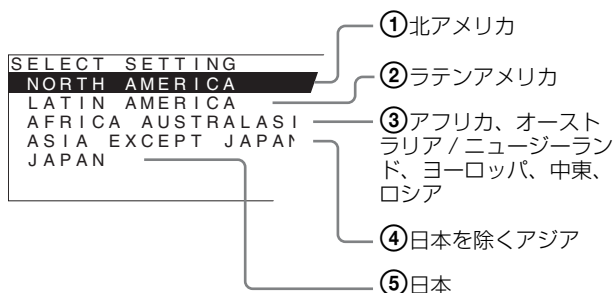 SELECT SETTING
NORTH AMERICA
LATIN AMERICA
AFRICA AUSTRALASI
ASIA EXCEPT JAPAN
JAPAN
①北アメリカ
②ラテンアメリカ
③アフリカ、オースト
ラリア / ニュージーラン
ド、ヨーロッパ、中東、
ロシア
④日本を除くアジア
⑤日本